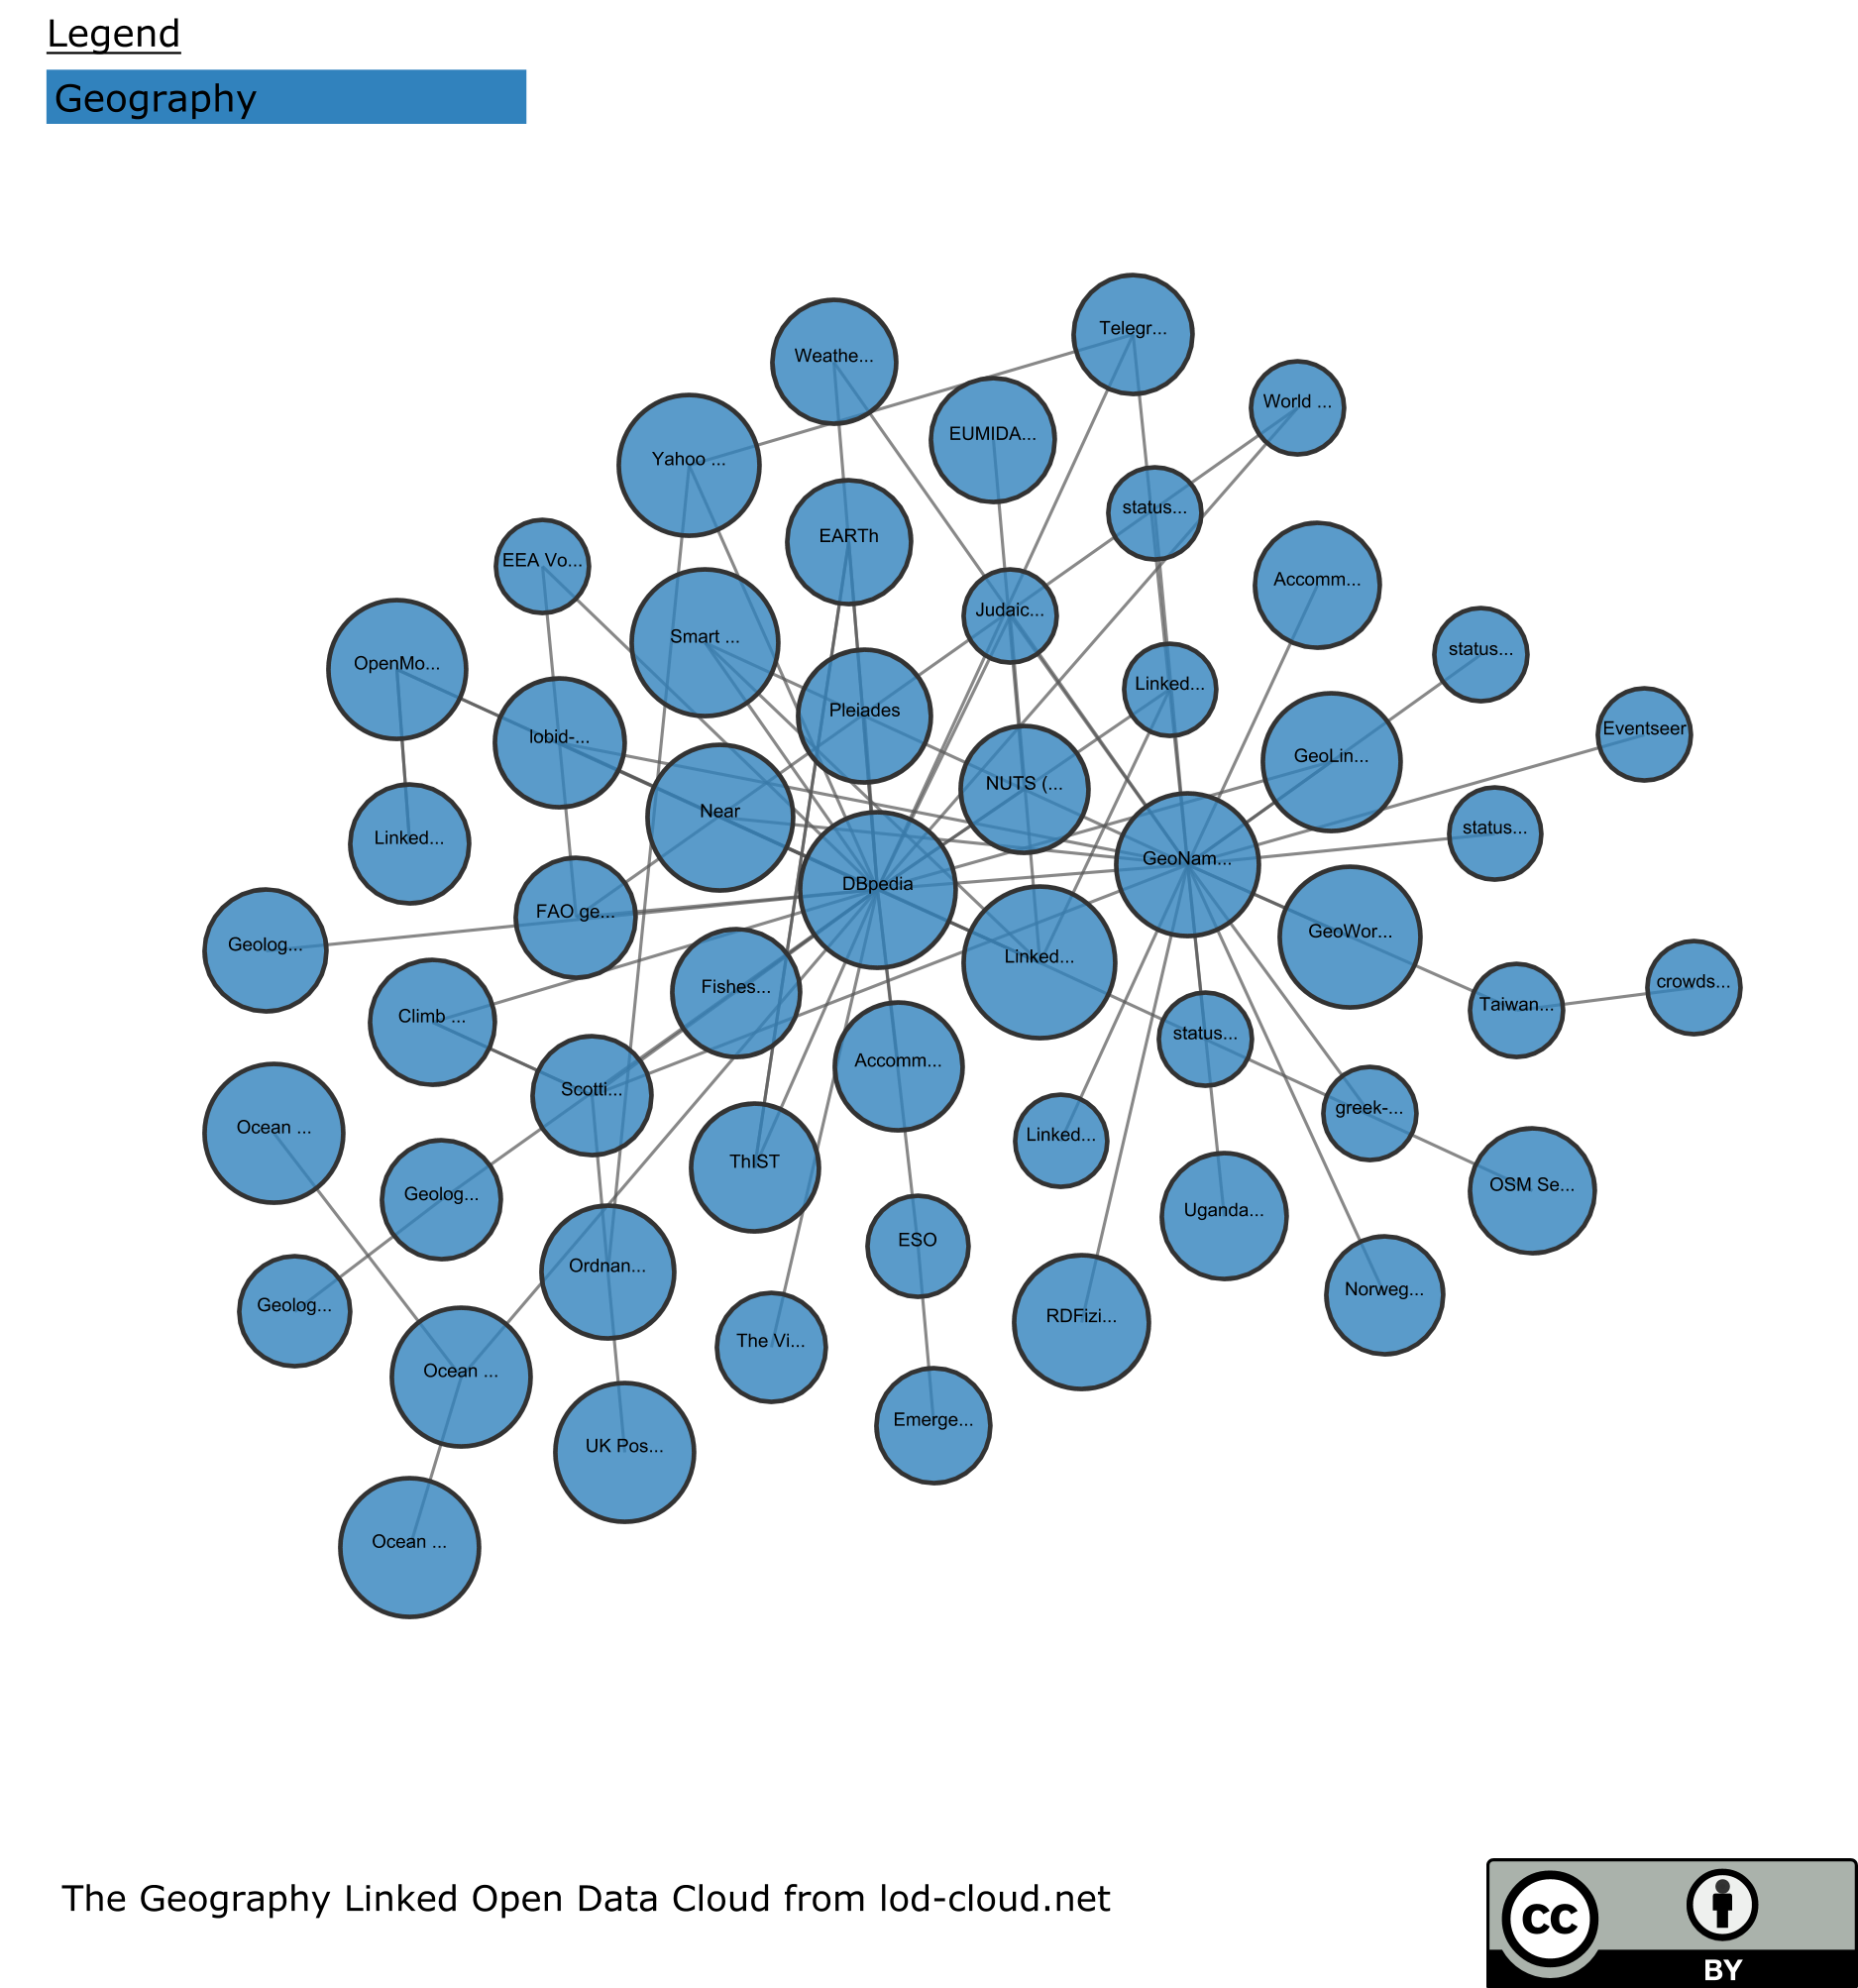 Legend
Geography
Telegr...
Weathe...
World ...
EUMIDA...
Yahoo ...
status...
EARTh
EEA Vo...
Accomm...
Judaic...
Smart ...
status...
OpenMo...
Linked...
Pleiades
Eventseer
lobid-...
GeoLin...
NUTS (...
Near
status...
Linked...
GeoNam...
DBpedia
FAO ge...
GeoWor...
Geolog...
Linked...
crowds...
Fishes...
Taiwan...
Climb ...
status...
Accomm...
Scotti...
greek-...
Ocean ...
Linked...
ThIST
OSM Se...
Geolog...
Uganda...
ESO
Ordnan...
Norweg...
Geolog...
RDFizi...
The Vi...
Ocean ...
Emerge...
UK Pos...
Ocean ...
The Geography Linked Open Data Cloud from lod-cloud.net
cc
BY